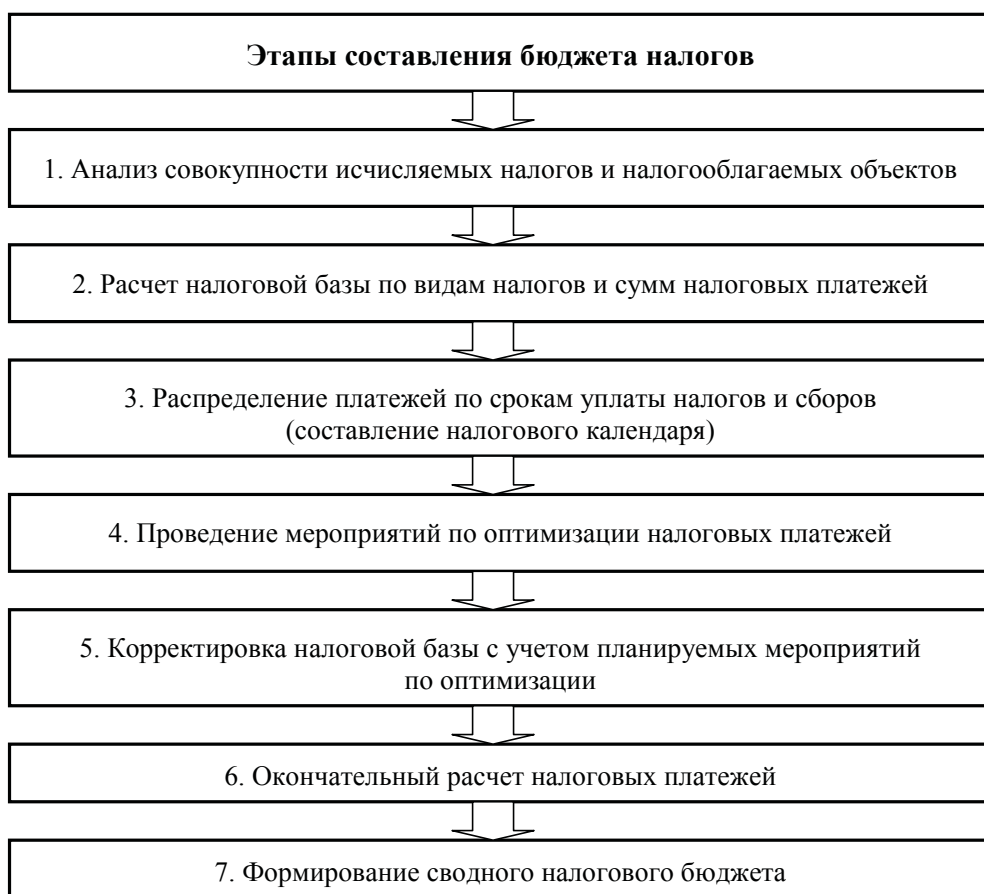 Этапы составления бюджета налогов
1. Анализ совокупности исчисляемых налогов и налогооблагаемых объектов
2. Расчет налоговой базы по видам налогов и сумм налоговых платежей
3. Распределение платежей по срокам уплаты налогов и сборов
(составление налогового календаря)
4. Проведение мероприятий по оптимизации налоговых платежей
5. Корректировка налоговой базы с учетом планируемых мероприятий
по оптимизации
6. Окончательный расчет налоговых платежей
7. Формирование сводного налогового бюджета